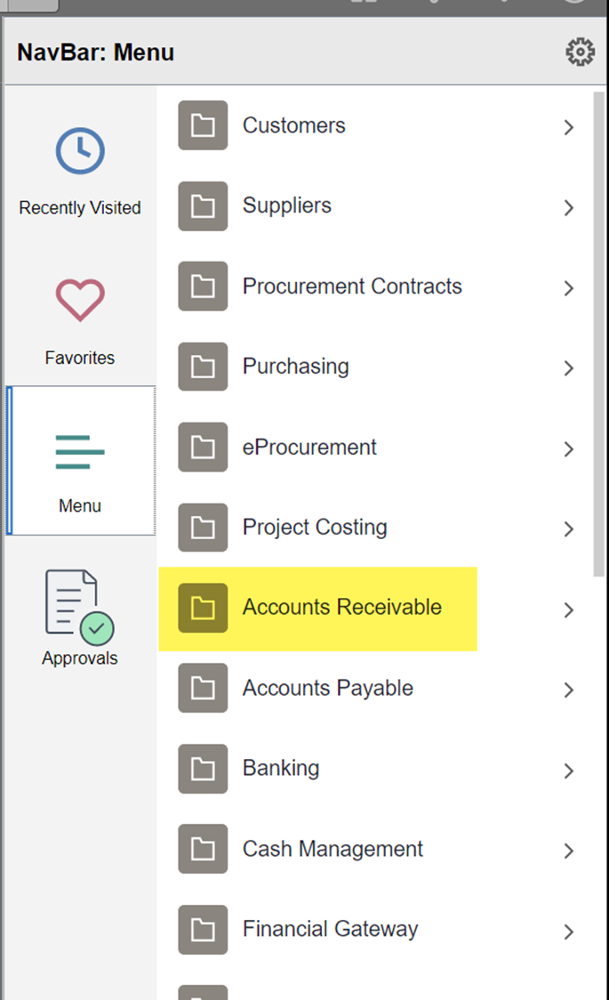 NavBar: Menu
Recently Visited
Favorites
Menu
Approvals
Customers
Suppliers
Procurement Contracts
Purchasing
eProcurement
Project Costing
Accounts Receivable
Accounts Payable
Banking
Cash Management
Financial Gateway